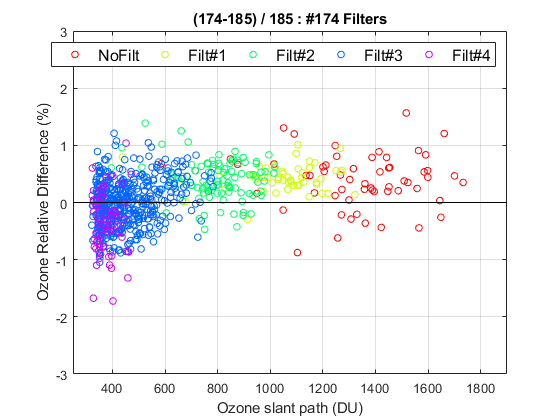 (174-185) / 185 : #174 Filters
NoFilt Filt#1 Filt#2 Filt#3 Filt#4
Ozone Relative Difference (%)
3
2
1
0
-1
-2
-3
400 600 800 1000 1200 1400 1600 1800
Ozone slant path (DU)